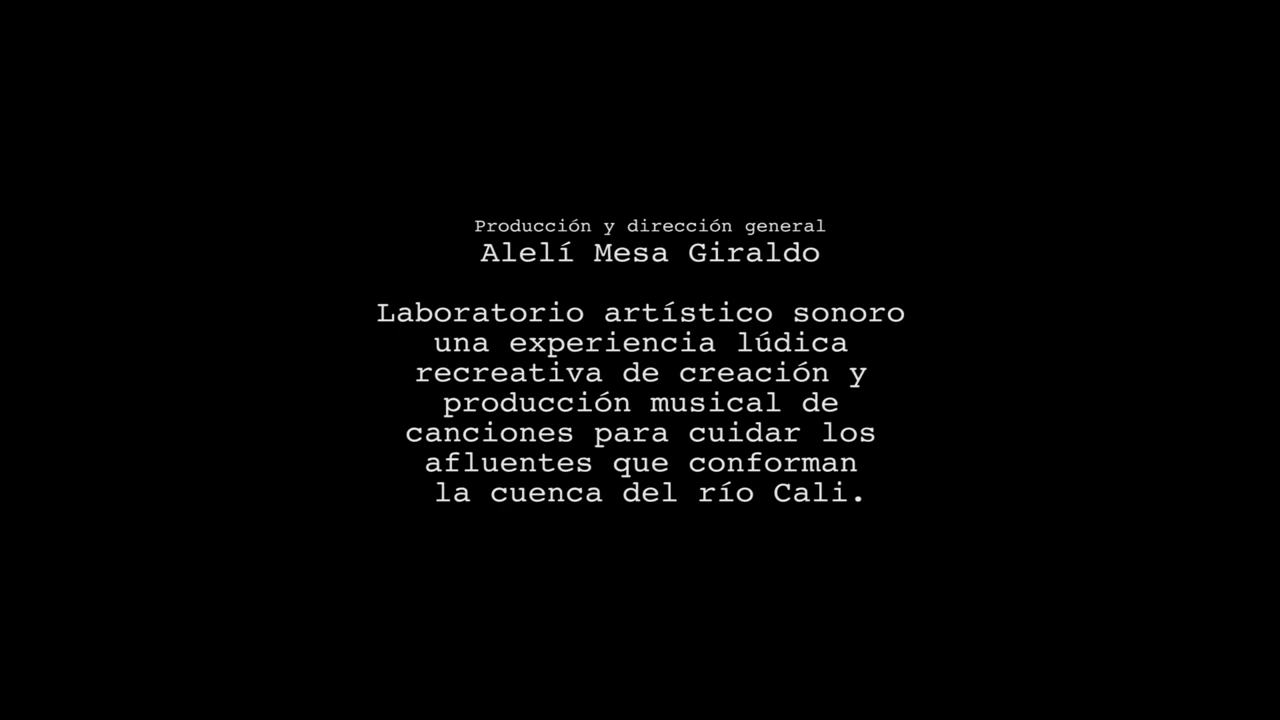 Producción y dirección general
Alelí Mesa Giraldo
Laboratorio artístico sonoro
una experiencia lúdica
recreativa de creación y
producción musical de
canciones para cuidar los
afluentes que conforman
la cuenca del río Cali.